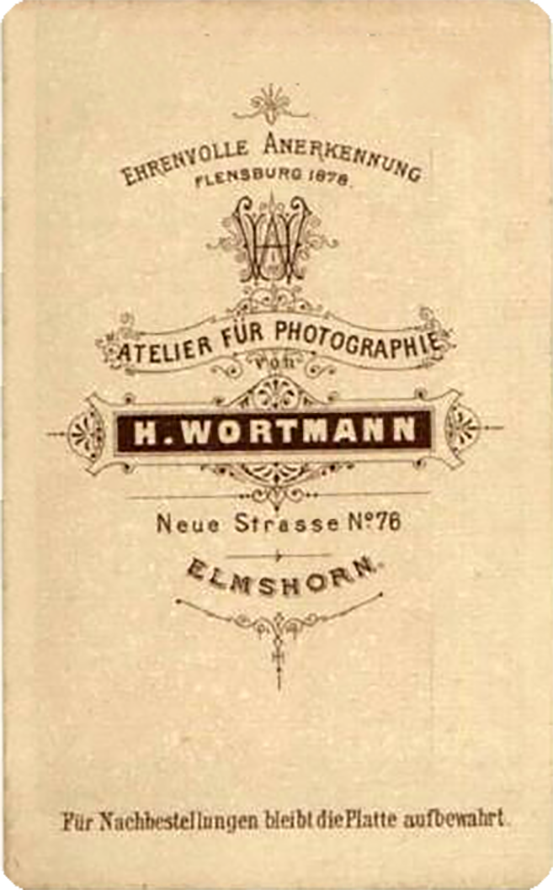 EHRENVOLLE ANERKENNUNG
FLENSBURG 1878.
HW
ATELIER FÜR PHOTOGRAPHIE
von
H. WORTMANN
Neue Strasse Nº 76
ELMSHORN.
Für Nachbestellungen bleibt die Platte aufbewahrt.